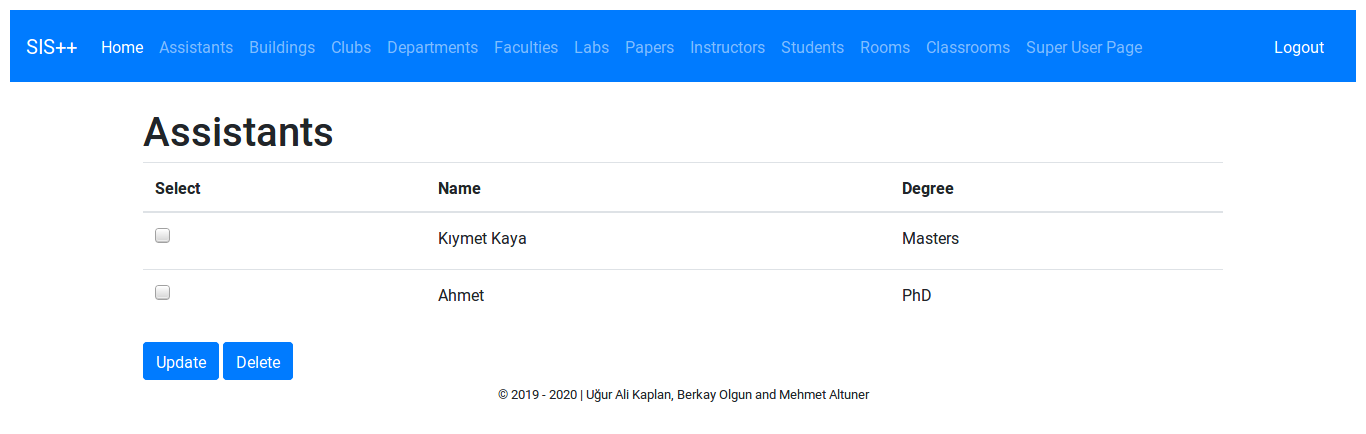 SIS++ Home Assistants Buildings Clubs Departments Faculties Labs Papers Instructors Students Rooms Classrooms Super User Page Logout
Assistants
Select Name Degree
Kıymet Kaya Masters
Ahmet PhD
Update Delete
© 2019 - 2020 | Uğur Ali Kaplan, Berkay Olgun and Mehmet Altuner